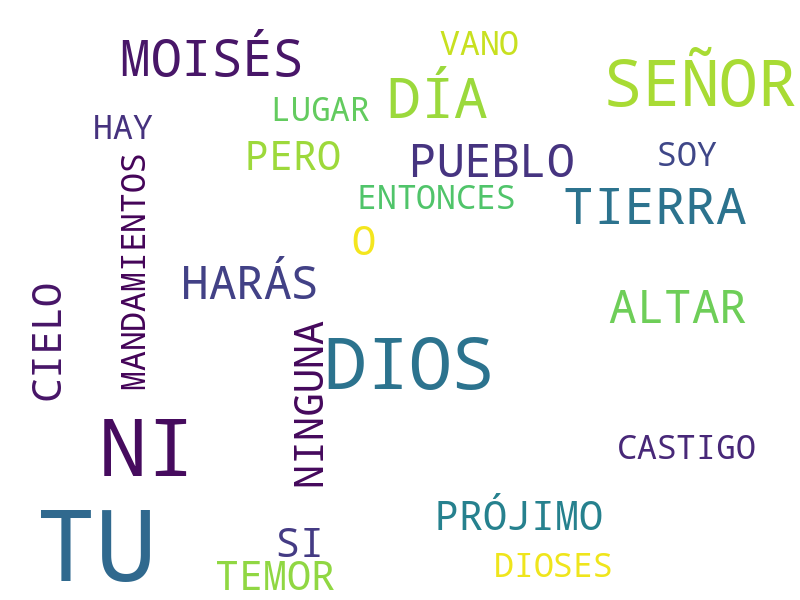 VANO
MOISÉS
SEÑOR
DÍA
LUGAR
HAY
PERO
PUEBLO
SOY
MANDAMIENTOS
ENTONCES
TIERRA
O
HARÁS
CIELO
ALTAR
NINGUNA
DIOS
NI
CASTIGO
TU
PRÓJIMO
SI
TEMOR
DIOSES